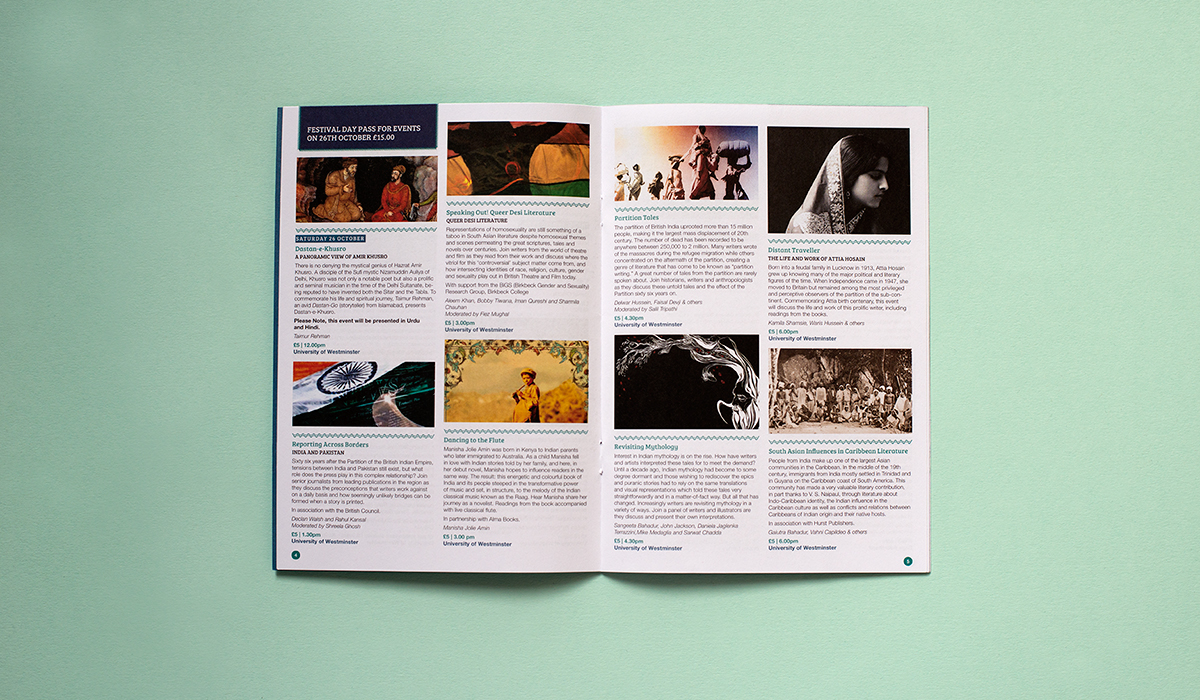 FESTIVAL DAY PASS FOR EVENTS
ON 26TH OCTOBER £15.00
SATURDAY 26 OCTOBER
Dastan-e-Khusro
A PANORAMIC VIEW OF AMIR KHUSRO
There is no denying the mystical genius of Hazrat Amir
Khusro. A disciple of the Sufi mystic Nizamuddin Auliya of
Delhi, Khusro was not only a notable poet but also a prolific
and seminal musician in the time of the Delhi Sultanate, be-
ing reputed to have invented both the Sitar and the Tabla. To
commemorate his life and spiritual journey, Taimur Rehman,
an avid Dastan-Go (storyteller) from Islamabad, presents
Dastan-e-Khusro.
Please Note, this event will be presented in Urdu
and Hindi.
Taimur Rehman
£5 | 12.00pm
University of Westminster
Reporting Across Borders
INDIA AND PAKISTAN
Sixty six years after the Partition of the British Indian Empire,
tensions between India and Pakistan still exist, but what
role does the press play in this complex relationship? Join
senior journalists from leading publications in the region as
they discuss the preconceptions that writers work against
on a daily basis and how seemingly unlikely bridges can be
formed when a story is printed.
In association with the British Council.
Declan Walsh and Rahul Kansal
Moderated by Shreela Ghosh
£5 | 1.30pm
University of Westminster
4
Speaking Out! Queer Desi Literature
QUEER DESI LITERATURE
Representations of homosexuality are still something of a
taboo in South Asian literature despite homosexual themes
and scenes permeating the great scriptures, tales and
novels over centuries. Join writers from the world of theatre
and film as they read from their work and discuss where the
vitriol for this "controversial" subject matter come from, and
how intersecting identities of race, religion, culture, gender
and sexuality play out in British Theatre and Film today.
With support from the BiGS (Birkbeck Gender and Sexuality)
Research Group, Birkbeck College
Aleem Khan, Bobby Tiwana, Iman Qureshi and Sharmila
Chauhan
Moderated by Fiez Mughal
£5 | 3.00pm
University of Westminster
Dancing to the Flute
Manisha Jolie Amin was born in Kenya to Indian parents
who later immigrated to Australia. As a child Manisha fell
in love with Indian stories told by her family, and here, in
her debut novel, Manisha hopes to influence readers in the
same way. The result: this energetic and colourful book of
India and its people steeped in the transformative power
of music and set, in structure, to the melody of the Indian
classical music known as the Raag. Hear Manisha share her
journey as a novelist. Readings from the book accompanied
with live classical flute.
In partnership with Alma Books.
Manisha Jolie Amin
£5 | 3.00 pm
University of Westminster
Partition Tales
The partition of British India uprooted more than 15 million
people, making it the largest mass displacement of 20th
century. The number of dead has been recorded to be
anywhere between 250,000 to 2 million. Many writers wrote
of the massacres during the refugee migration while others
concentrated on the aftermath of the partition, creating a
genre of literature that has come to be known as "partition
writing." A great number of tales from the partition are rarely
spoken about. Join historians, writers and anthropologists
as they discuss these untold tales and the effect of the
Partition sixty six years on.
Delwar Hussain, Faisal Devji & others
Moderated by Salil Tripathi
£5 | 4.30pm
University of Westminster
Revisiting Mythology
Interest in Indian mythology is on the rise. How have writers
and artists interpreted these tales for to meet the demand?
Until a decade ago, Indian mythology had become to some
degree dormant and those wishing to rediscover the epics
and puranic stories had to rely on the same translations
and visual representations which told these tales very
straightforwardly and in a matter-of-fact way. But all that has
changed. Increasingly writers are revisiting mythology in a
variety of ways. Join a panel of writers and illustrators are
they discuss and present their own interpretations.
Sangeeta Bahadur, John Jackson, Daniela Jaglenka
Terrazzini, Mike Medaglia and Sarwat Chadda
£5 | 4.30pm
University of Westminster
Distant Traveller
THE LIFE AND WORK OF ATTIA HOSAIN
Born into a feudal family in Lucknow in 1913, Attia Hosain
grew up knowing many of the major political and literary
figures of the time. When Independence came in 1947, she
moved to Britain but remained among the most privileged
and perceptive observers of the partition of the sub-con-
tinent. Commemorating Attia birth centenary, this event
will discuss the life and work of this prolific writer, including
readings from the books.
Kamila Shamsie, Waris Hussein & others
£5 | 6.00pm
University of Westminster
South Asian Influences in Caribbean Literature
People from India make up one of the largest Asian
communities in the Caribbean. In the middle of the 19th
century, immigrants from India mostly settled in Trinidad and
in Guyana on the Caribbean coast of South America. This
community has made a very valuable literary contribution,
in part thanks to V. S. Naipaul, through literature about
Indo-Caribbean identity, the Indian influence in the
Caribbean culture as well as conflicts and relations between
Caribbeans of Indian origin and their native hosts.
In association with Hurst Publishers.
Gaiutra Bahadur, Vahni Capildeo & others
£5 | 6.00pm
University of Westminster
5